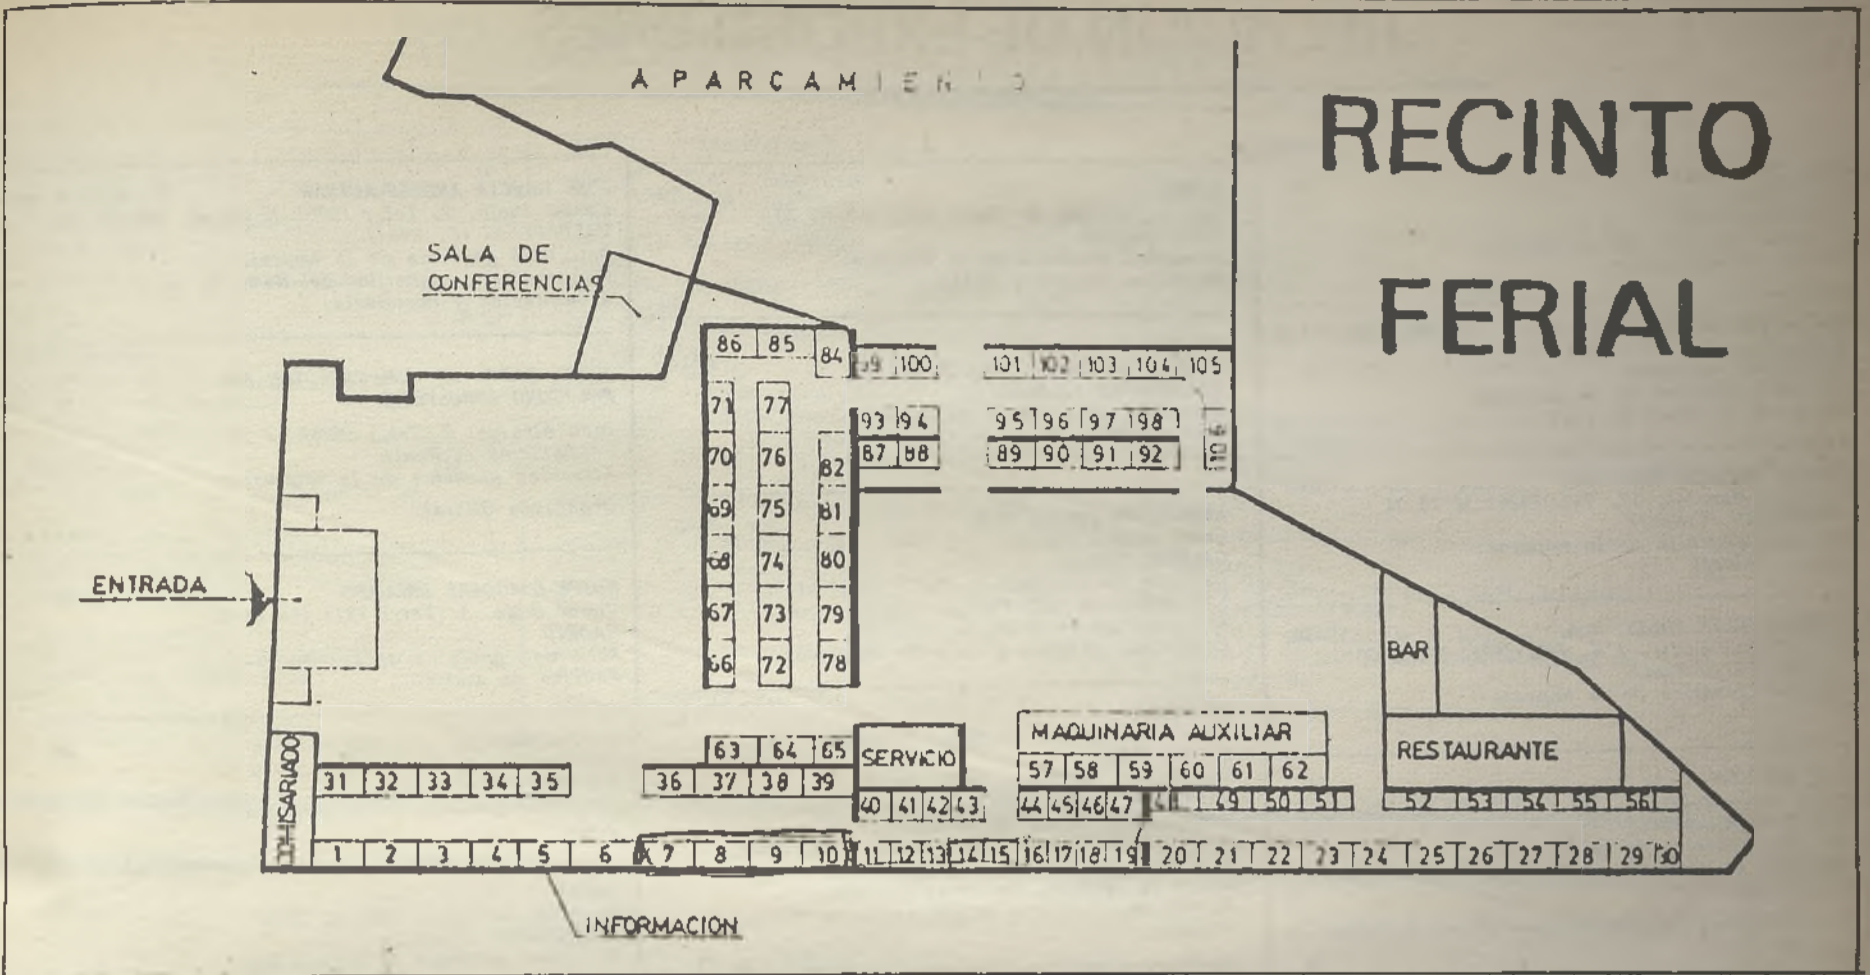 APARCAMIENTO
RECINTO
FERIAL
SALA DE
CONFERENCIAS
86 85 84 99 100 101 102 103 104 105
71 77 93 94 95 96 97 98
70 76 82 87 88 89 90 91 92 106
69 75 81
68 74 80
ENTRADA
67 73 79
66 72 78
BAR
COMISARIADO
63 64 65 SERVICIO MAQUINARIA AUXILIAR RESTAURANTE
57 58 59 60 61 62
31 32 33 34 35 36 37 38 39
40 41 42 43 44 45 46 47 48 49 50 51 52 53 54 55 56
1 2 3 4 5 6 7 8 9 10 11 12 13 14 15 16 17 18 19 20 21 22 23 24 25 26 27 28 29 30
INFORMACION